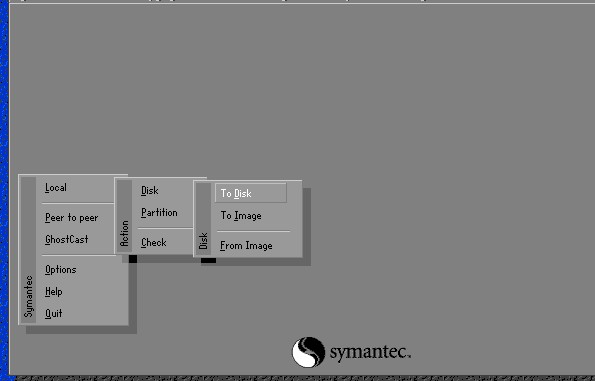 Local
Peer to peer
GhostCast
Options
Help
Quit
Symantec
Disk
Partition
Check
Action
To Disk
To Image
From Image
Disk
symantec.